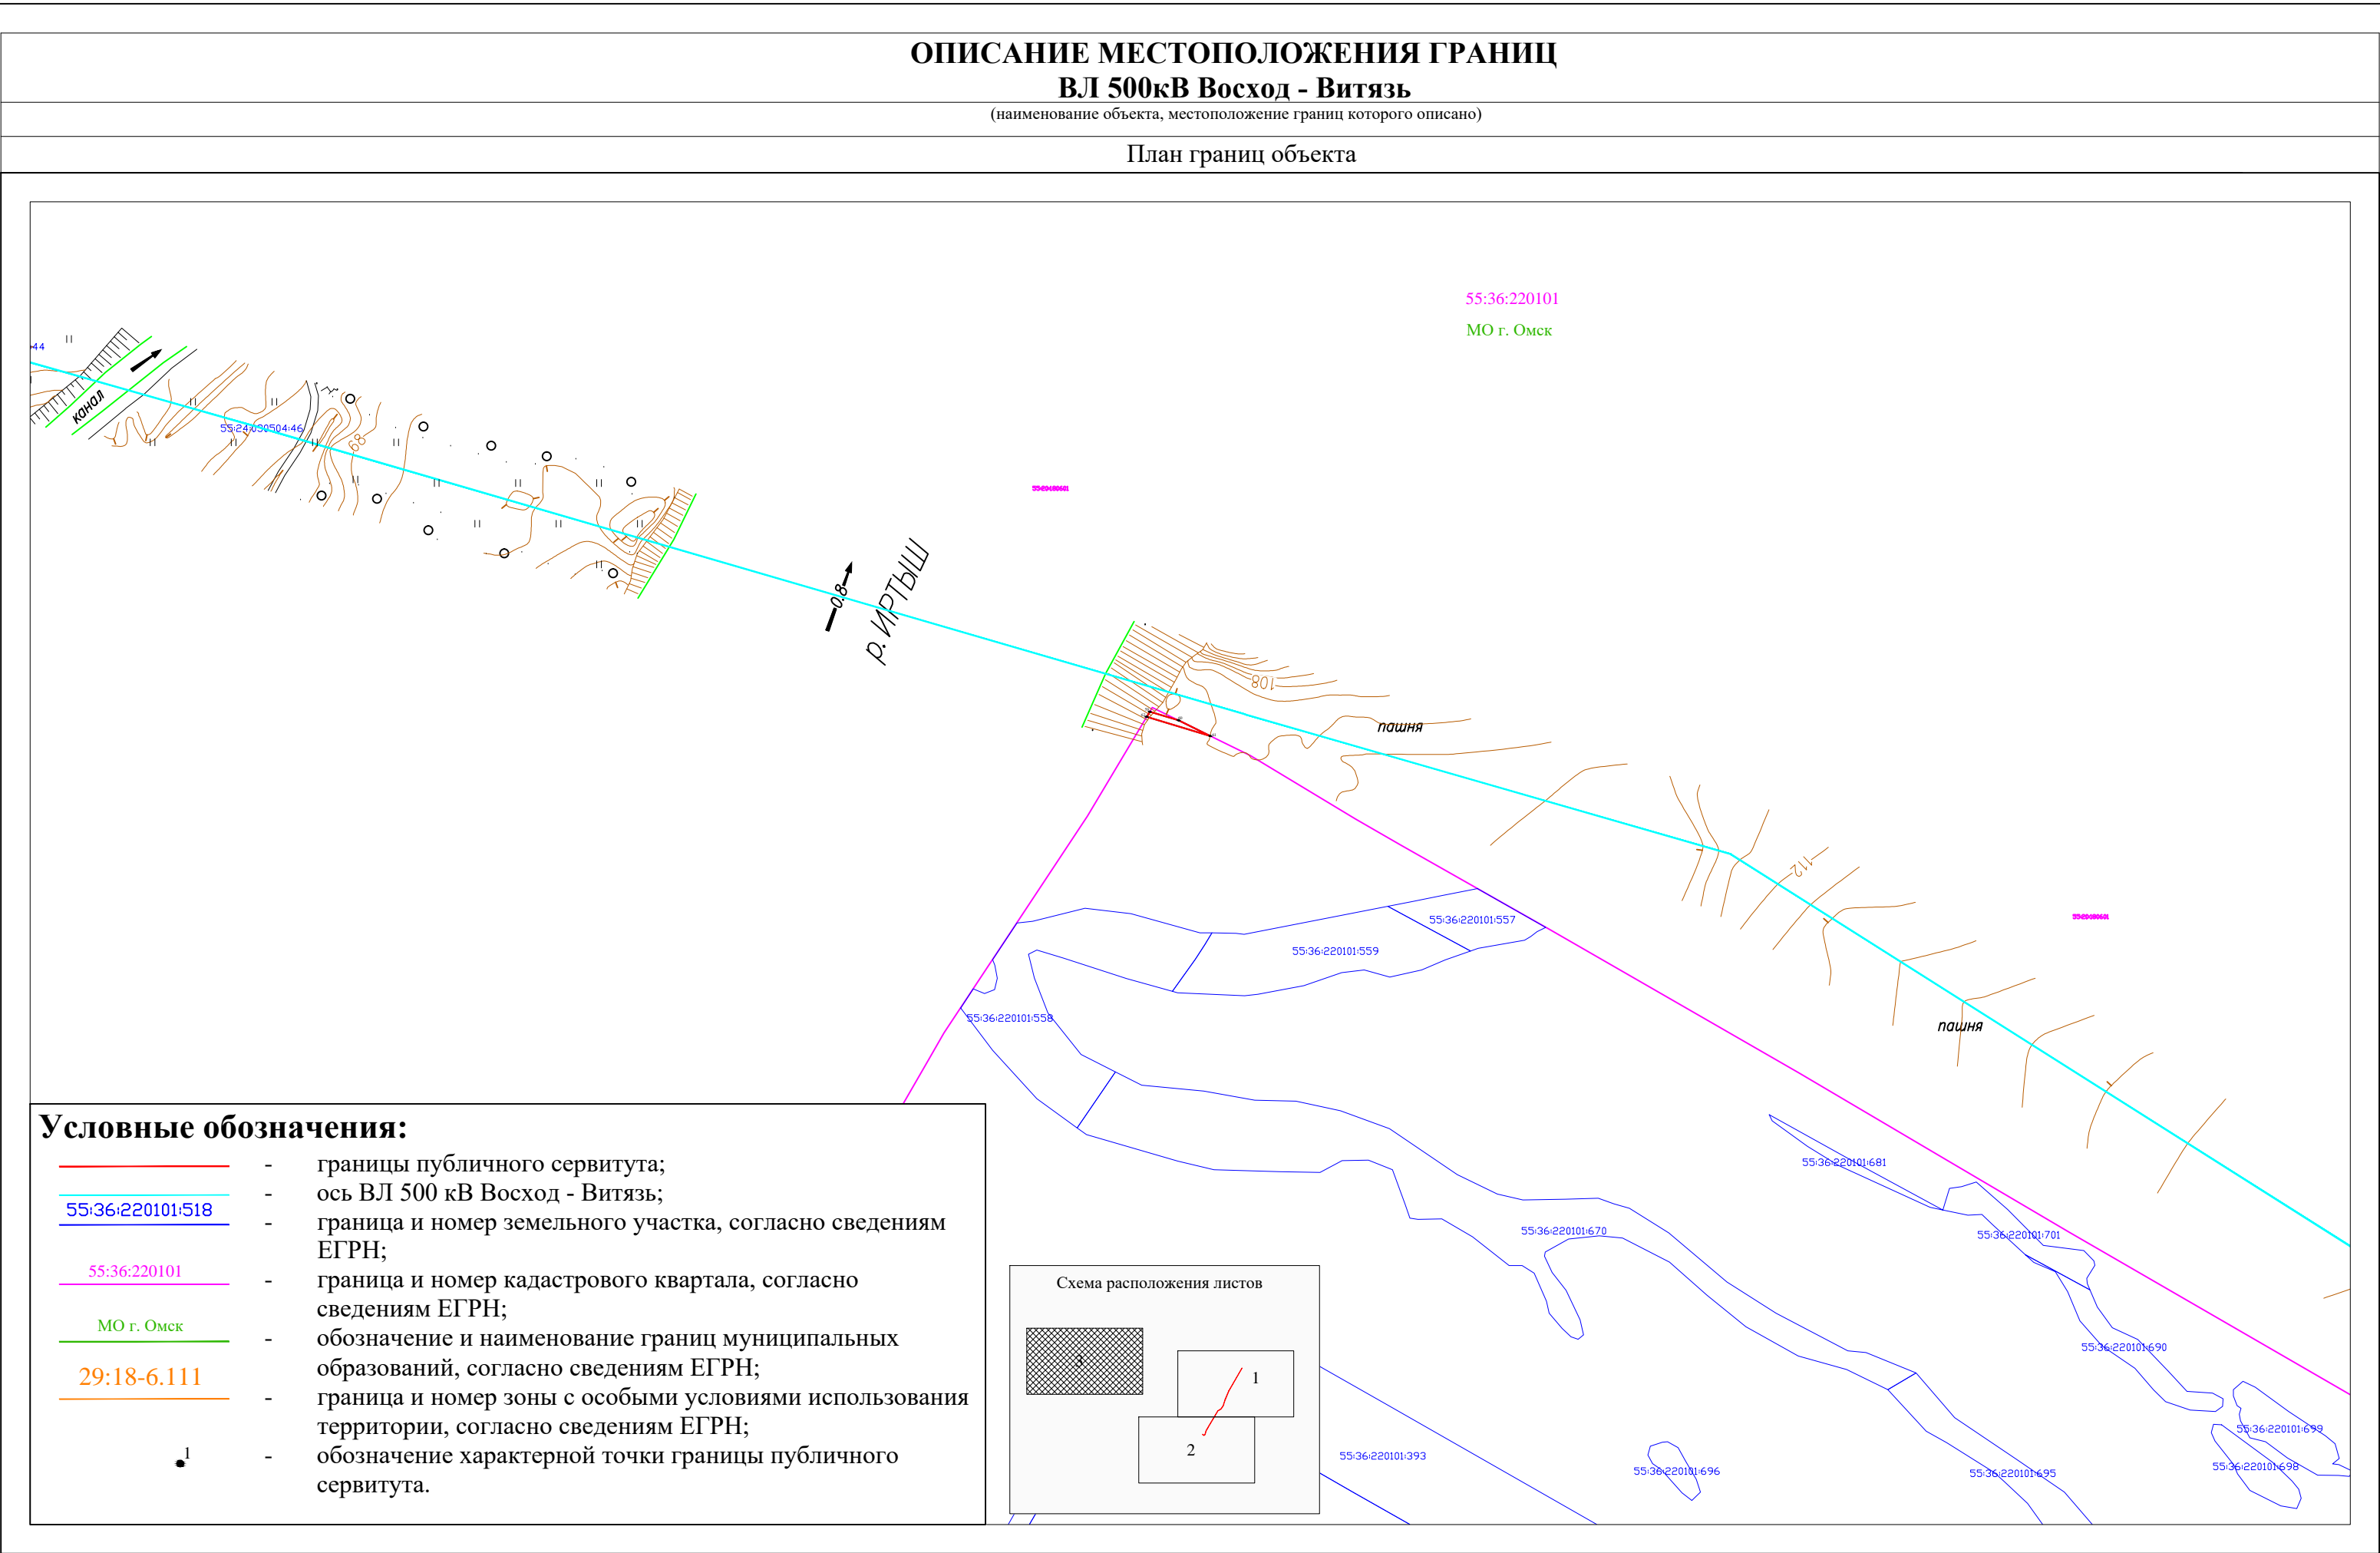 ОПИСАНИЕ МЕСТОПОЛОЖЕНИЯ ГРАНИЦ
ВЛ 500кВ Восход - Витязь
(наименование объекта, местоположение границ которого описано)
План границ объекта
55:36:220101
МО г. Омск
:44
канал
55:24:030504:46
68
0.8
р. ИРТЫШ
108
пашня
112
55:36:220101:557
55:36:220101:559
55:36:220101:558
пашня
55:36:220101:681
55:36:220101:670
55:36:220101:701
55:36:220101:690
55:36:220101:699
55:36:220101:698
55:36:220101:393
55:36:220101:696
55:36:220101:695
Условные обозначения:
- границы публичного сервитута;
- ось ВЛ 500 кВ Восход - Витязь;
55:36:220101:518
- граница и номер земельного участка, согласно сведениям
ЕГРН;
55:36:220101
- граница и номер кадастрового квартала, согласно
сведениям ЕГРН;
МО г. Омск
- обозначение и наименование границ муниципальных
образований, согласно сведениям ЕГРН;
29:18-6.111
- граница и номер зоны с особыми условиями использования
территории, согласно сведениям ЕГРН;
1
- обозначение характерной точки границы публичного
сервитута.
Схема расположения листов
3
1
2